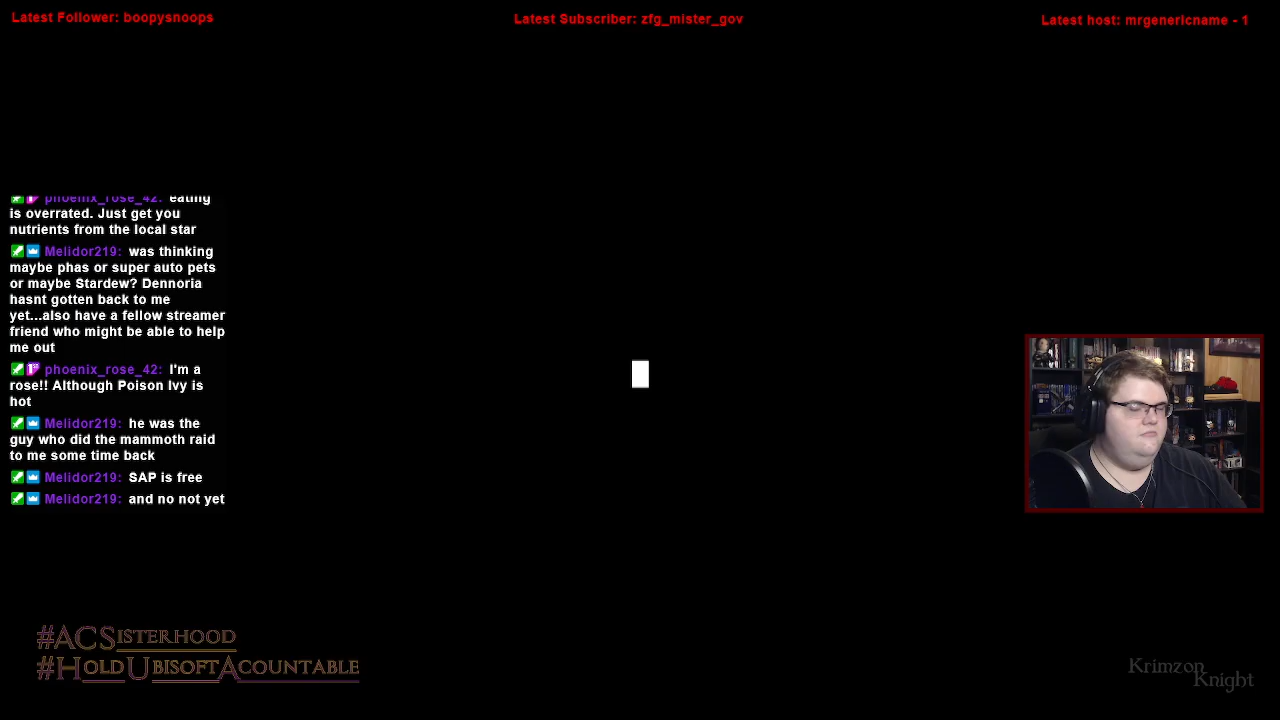 Latest Follower: boopysnoops
Latest Subscriber: zfg_mister_gov
Latest host: mrgenericname - 1
phoenix_rose_42: eating
is overrated. Just get you
nutrients from the local star
Melidor219: was thinking
maybe phas or super auto pets
or maybe Stardew? Dennoria
hasnt gotten back to me
yet...also have a fellow streamer
friend who might be able to help
me out
phoenix_rose_42: I'm a
rose!! Although Poison Ivy is
hot
Melidor219: he was the
guy who did the mammoth raid
to me some time back
Melidor219: SAP is free
Melidor219: and no not yet
#ACSisterhood
#HoldUbisoftAcountable
Krimzon
Knight